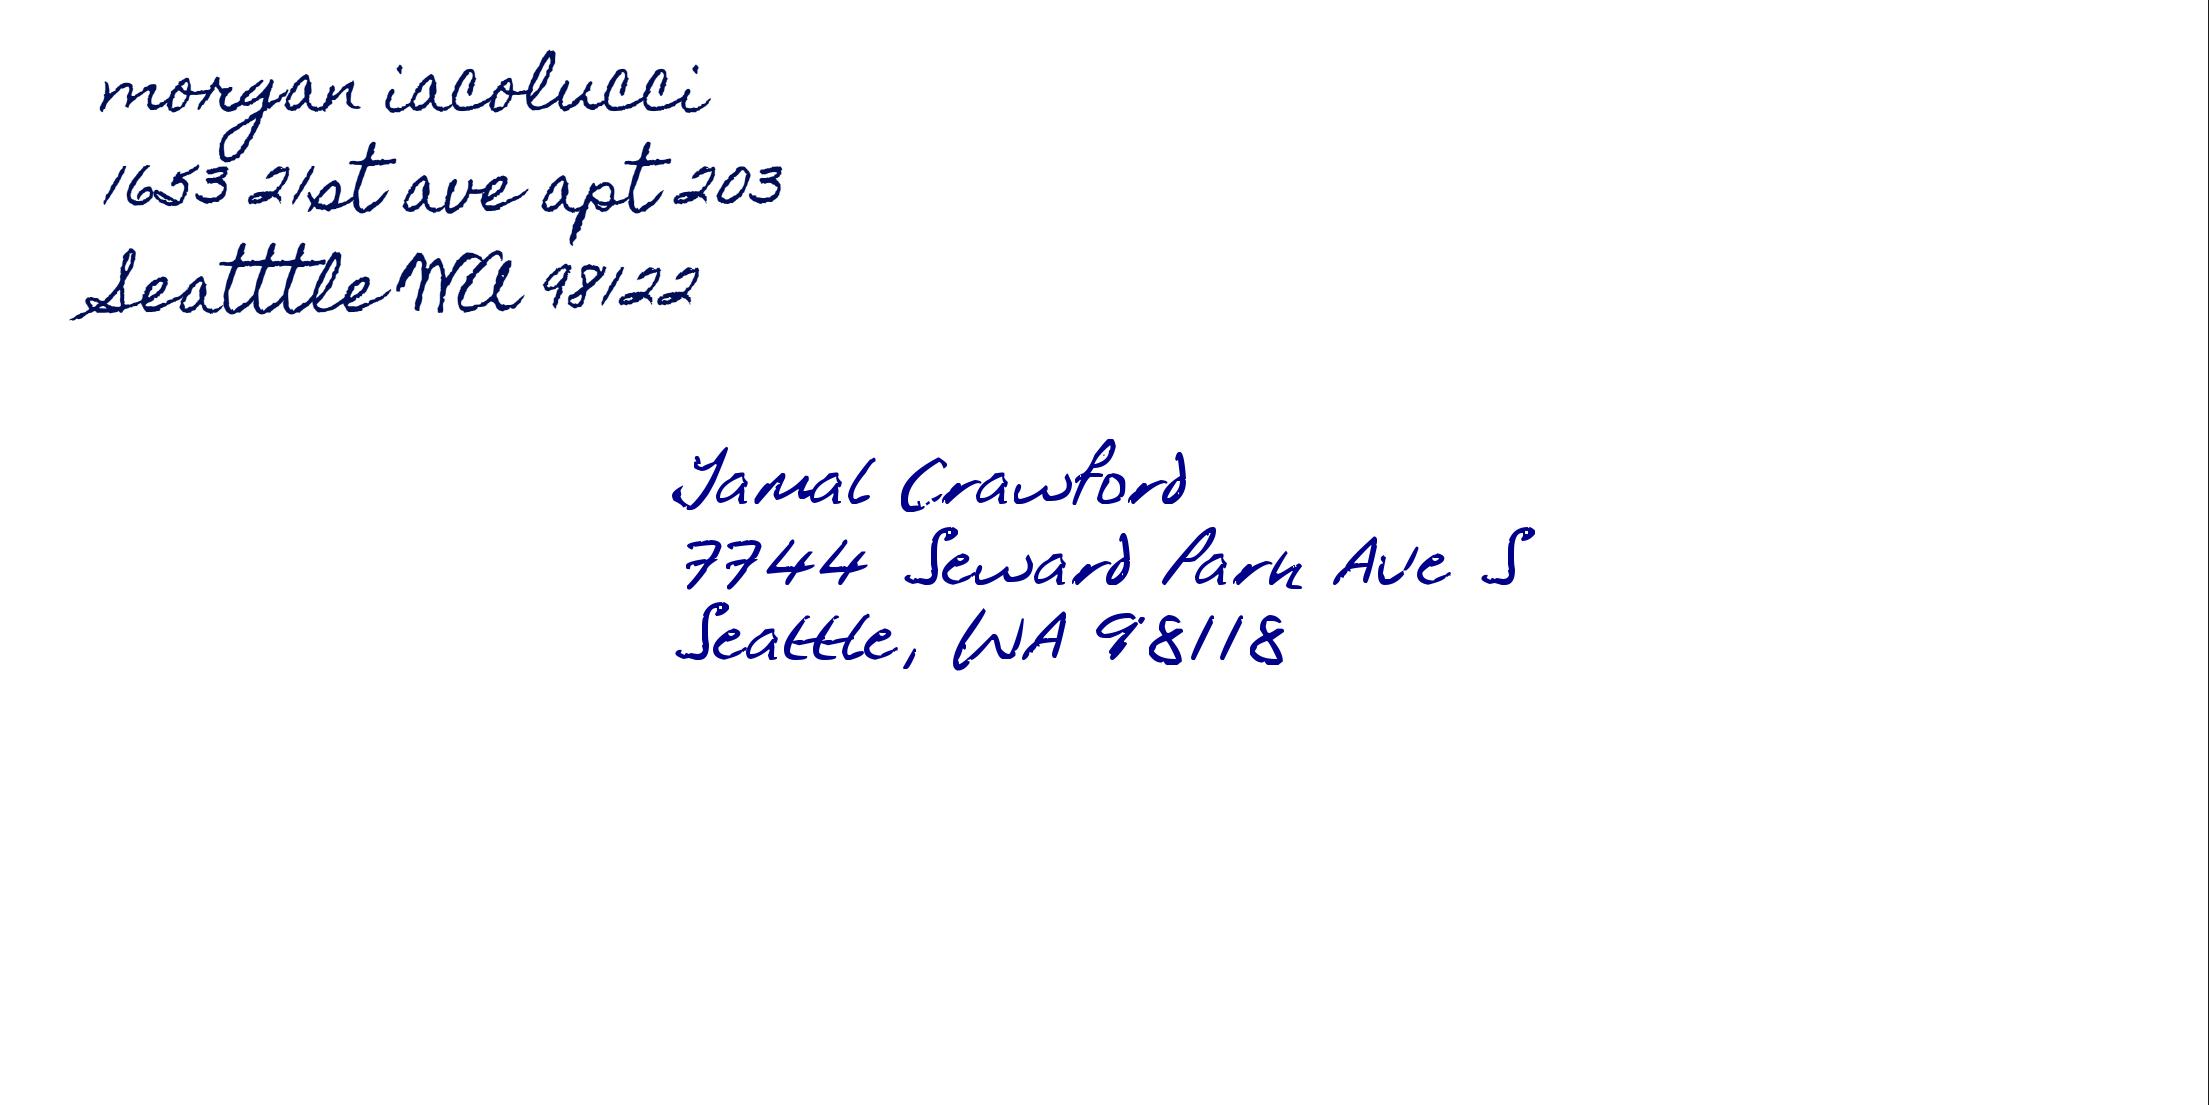 morgan iacolucci
1653 21st ave apt 203
Seatttle WA 98122
Jamal Crawford
7744 Seward Park Ave S
Seattle, WA 98118